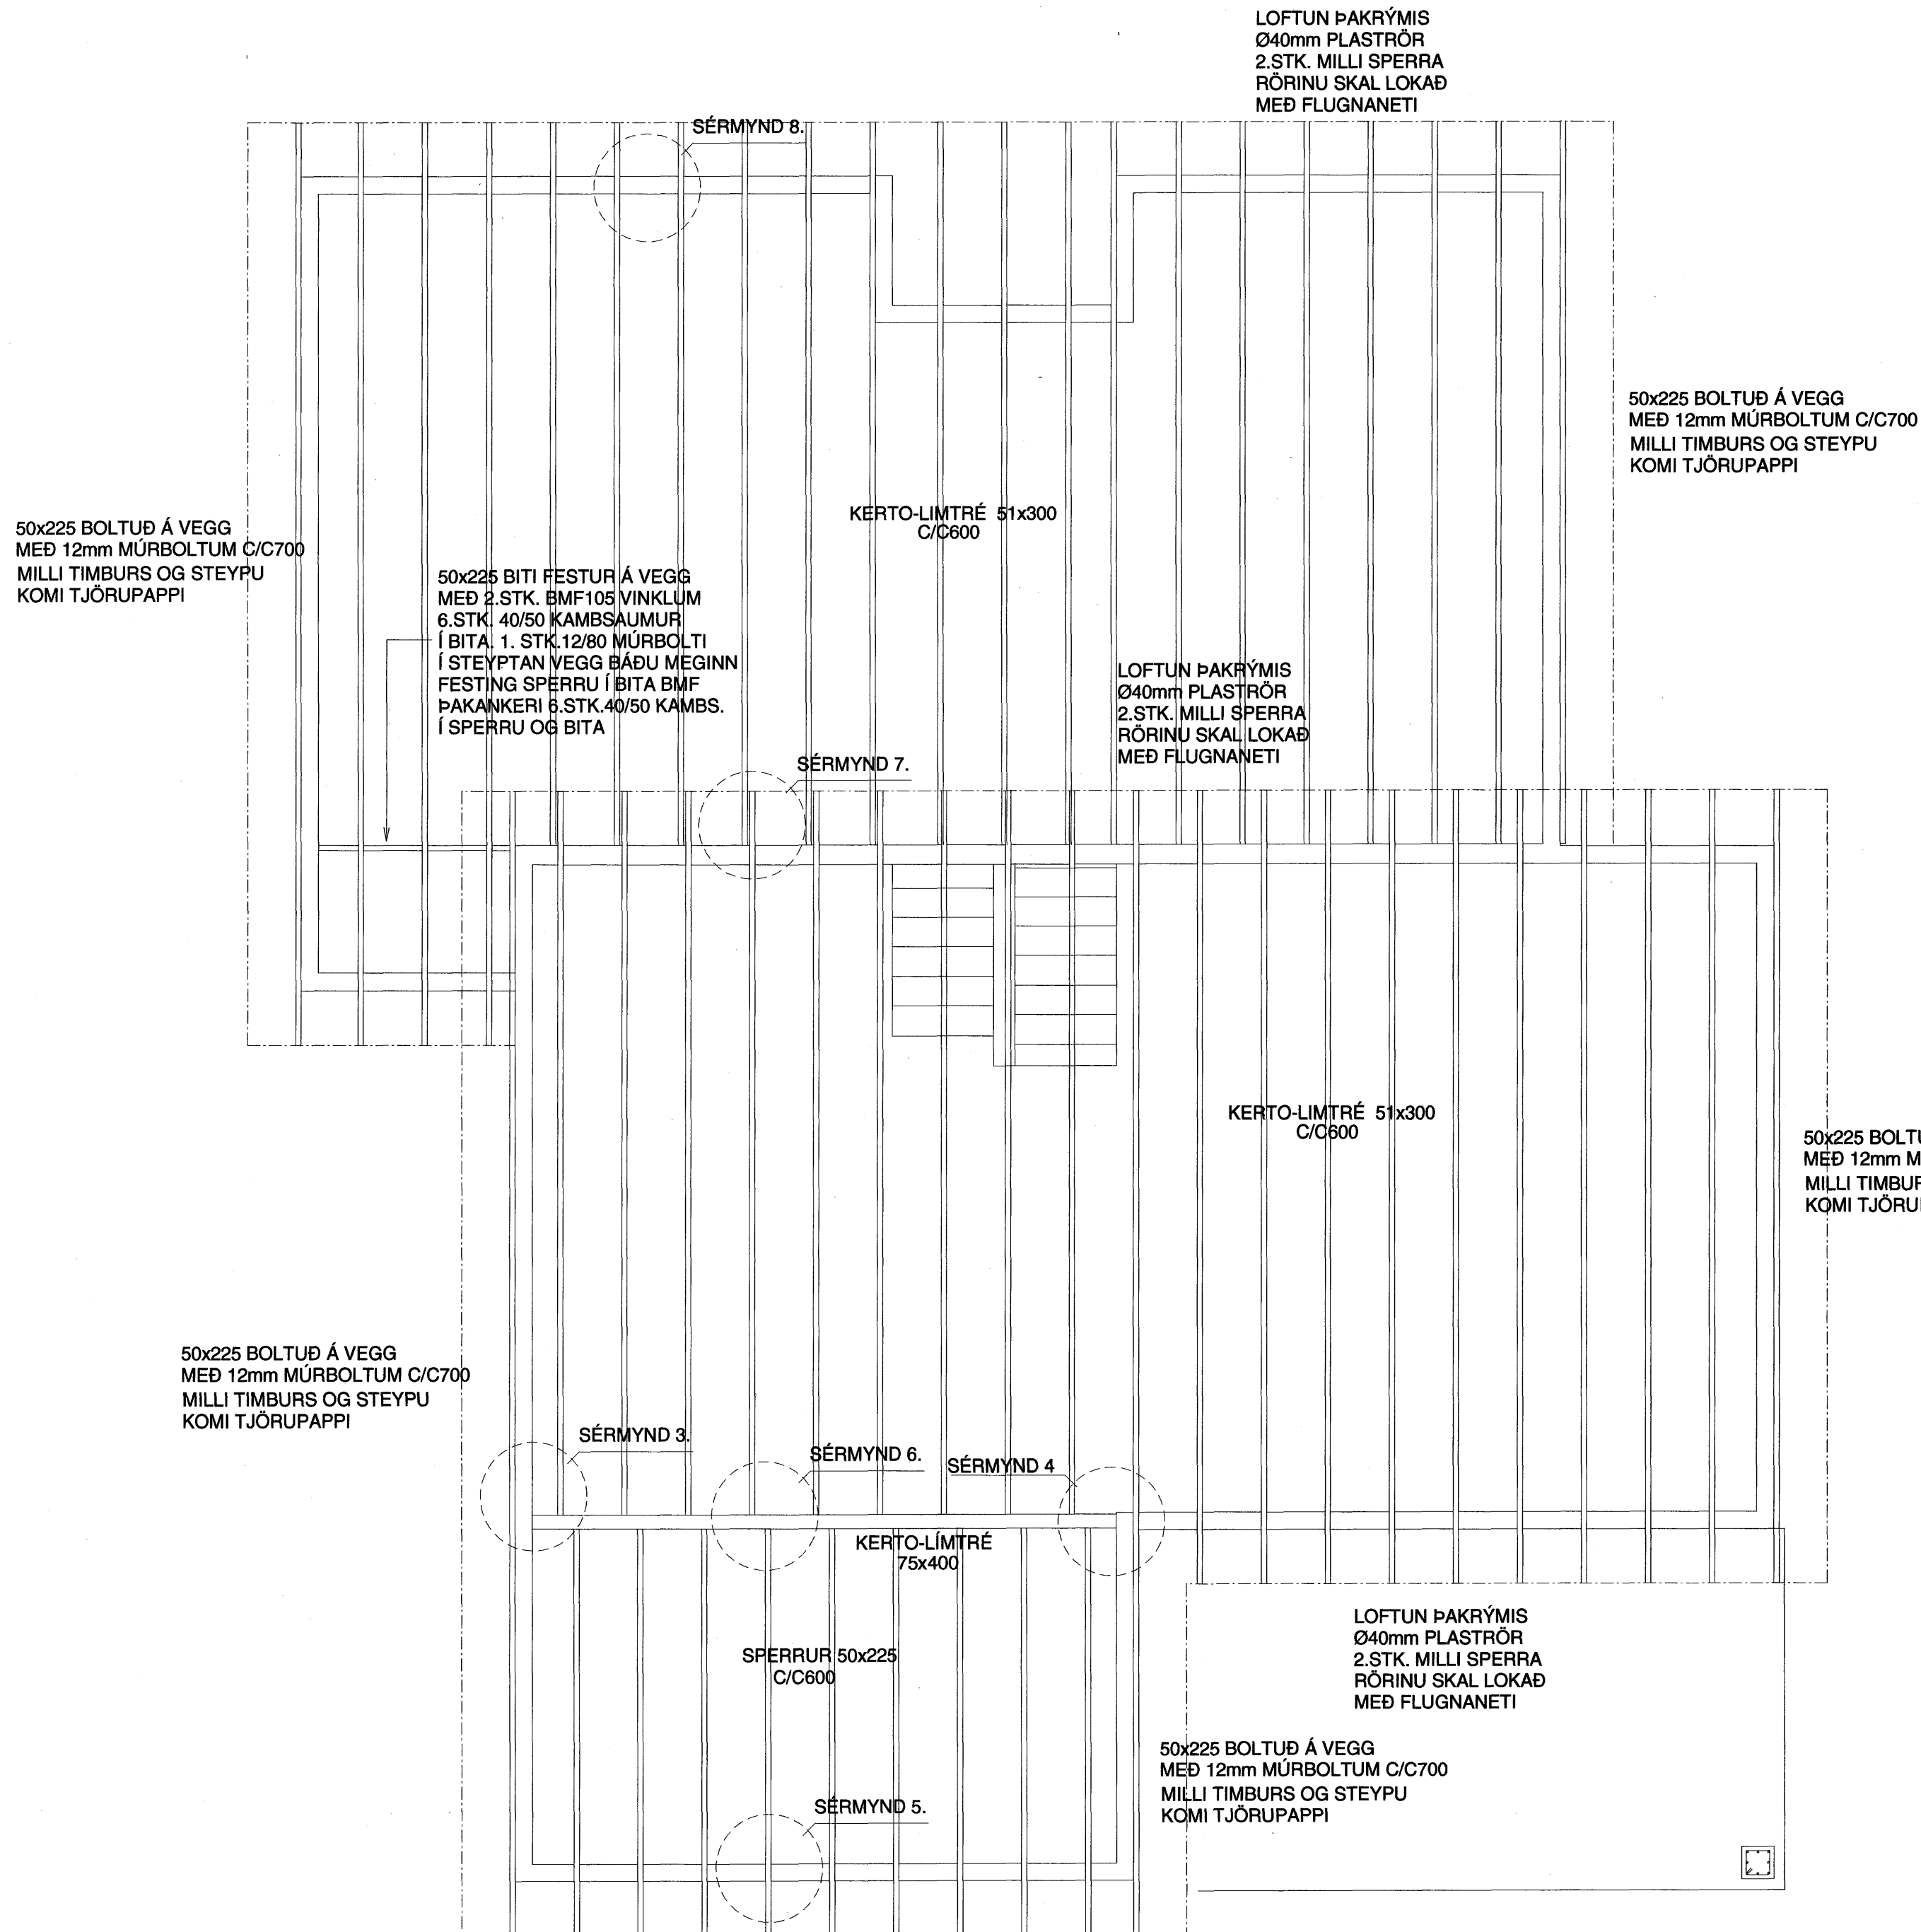 LOFTUN ÞAKRÝMIS
Ø40mm PLASTRÖR
2.STK. MILLI SPERRA
RÖRINU SKAL LOKAÐ
MEÐ FLUGNANETI
SÉRMYND 8.
50x225 BOLTUÐ Á VEGG
MEÐ 12mm MÚRBOLTUM C/C700
MILLI TIMBURS OG STEYPU
KOMI TJÖRUPAPPI
KERTO-LIMTRÉ 51x300
C/C600
50x225 BOLTUÐ Á VEGG
MEÐ 12mm MÚRBOLTUM C/C700
MILLI TIMBURS OG STEYPU
KOMI TJÖRUPAPPI
50x225 BITI FESTUR Á VEGG
MEÐ 2.STK. BMF105 VINKLUM
6.STK. 40/50 KAMBSAUMUR
Í BITA. 1. STK.12/80 MÚRBOLTI
Í STEYPTAN VEGG BÁÐU MEGINN
FESTING SPERRU Í BITA BMF
ÞAKANKERI 6.STK.40/50 KAMBS.
Í SPERRU OG BITA
LOFTUN ÞAKRÝMIS
Ø40mm PLASTRÖR
2.STK. MILLI SPERRA
RÖRINU SKAL LOKAÐ
MEÐ FLUGNANETI
SÉRMYND 7.
KERTO-LIMTRÉ 51x300
C/C600
50x225 BOLTU
MEÐ 12mm M
MILLI TIMBUR
KOMI TJÖRU
50x225 BOLTUÐ Á VEGG
MEÐ 12mm MÚRBOLTUM C/C700
MILLI TIMBURS OG STEYPU
KOMI TJÖRUPAPPI
SÉRMYND 3.
SÉRMYND 6.
SÉRMYND 4
KERTO-LÍMTRÉ
75x400
SPERRUR 50x225
C/C600
LOFTUN ÞAKRÝMIS
Ø40mm PLASTRÖR
2.STK. MILLI SPERRA
RÖRINU SKAL LOKAÐ
MEÐ FLUGNANETI
50x225 BOLTUÐ Á VEGG
MEÐ 12mm MÚRBOLTUM C/C700
MILLI TIMBURS OG STEYPU
KOMI TJÖRUPAPPI
SÉRMYND 5.